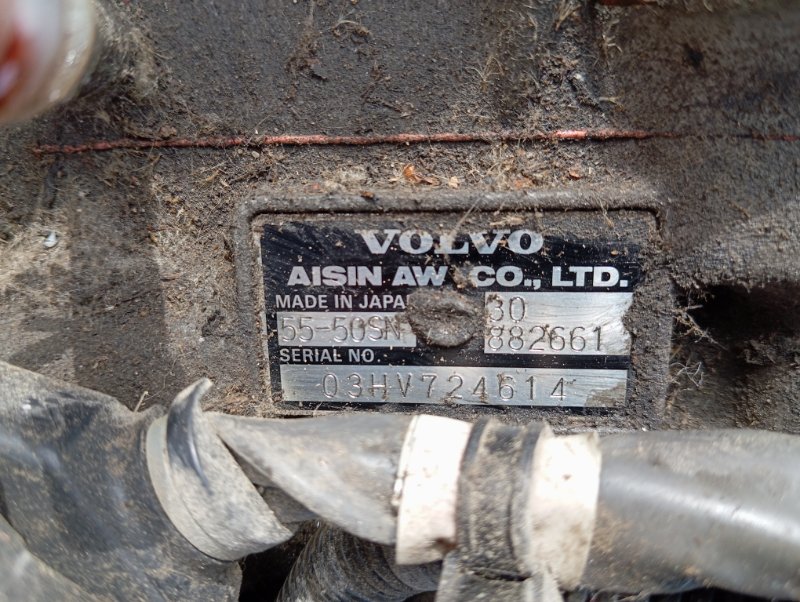 VOLVO
AISIN AW CO., LTD.
MADE IN JAPA
55-50SN 30
882661
SERIAL NO.
03HV724614